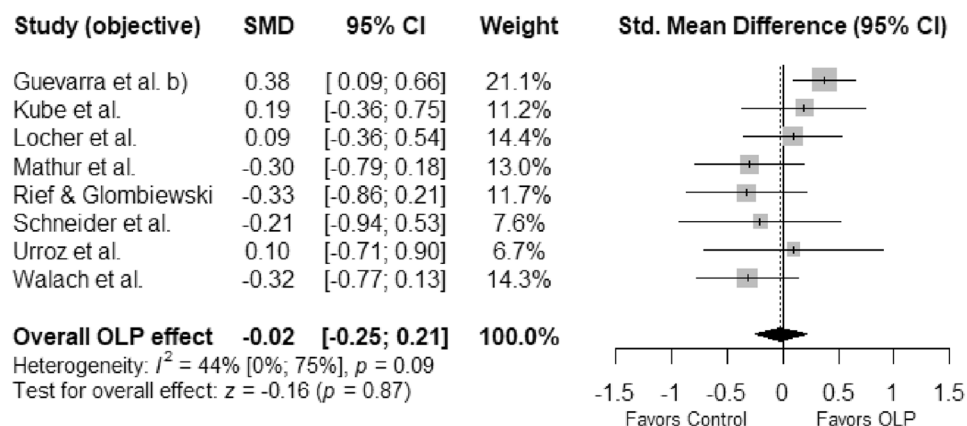 Study (objective) SMD 95% CI Weight Std. Mean Difference (95% CI)
Guevarra et al. b) 0.38 [ 0.09; 0.66] 21.1%
Kube et al. 0.19 [-0.36; 0.75] 11.2%
Locher et al. 0.09 [-0.36; 0.54] 14.4%
Mathur et al. -0.30 [-0.79; 0.18] 13.0%
Rief & Glombiewski -0.33 [-0.86; 0.21] 11.7%
Schneider et al. -0.21 [-0.94; 0.53] 7.6%
Urroz et al. 0.10 [-0.71; 0.90] 6.7%
Walach et al. -0.32 [-0.77; 0.13] 14.3%
Overall OLP effect -0.02 [-0.25; 0.21] 100.0%
Heterogeneity: I² = 44% [0%; 75%], p = 0.09
Test for overall effect: z = -0.16 (p = 0.87)
-1.5 -1 -0.5 0 0.5 1 1.5
Favors Control Favors OLP